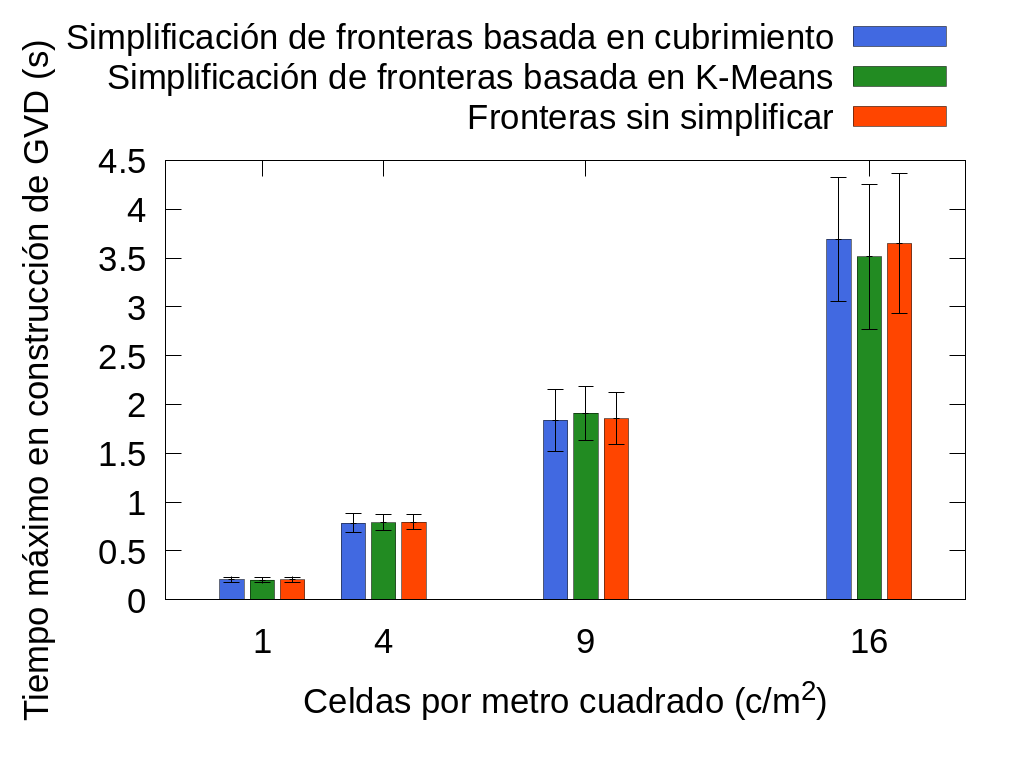 Simplificación de fronteras basada en cubrimiento
Simplificación de fronteras basada en K-Means
Fronteras sin simplificar
Tiempo máximo en construcción de GVD (s)
4.5
4
3.5
3
2.5
2
1.5
1
0.5
0
1 4 9 16
Celdas por metro cuadrado (c/m²)